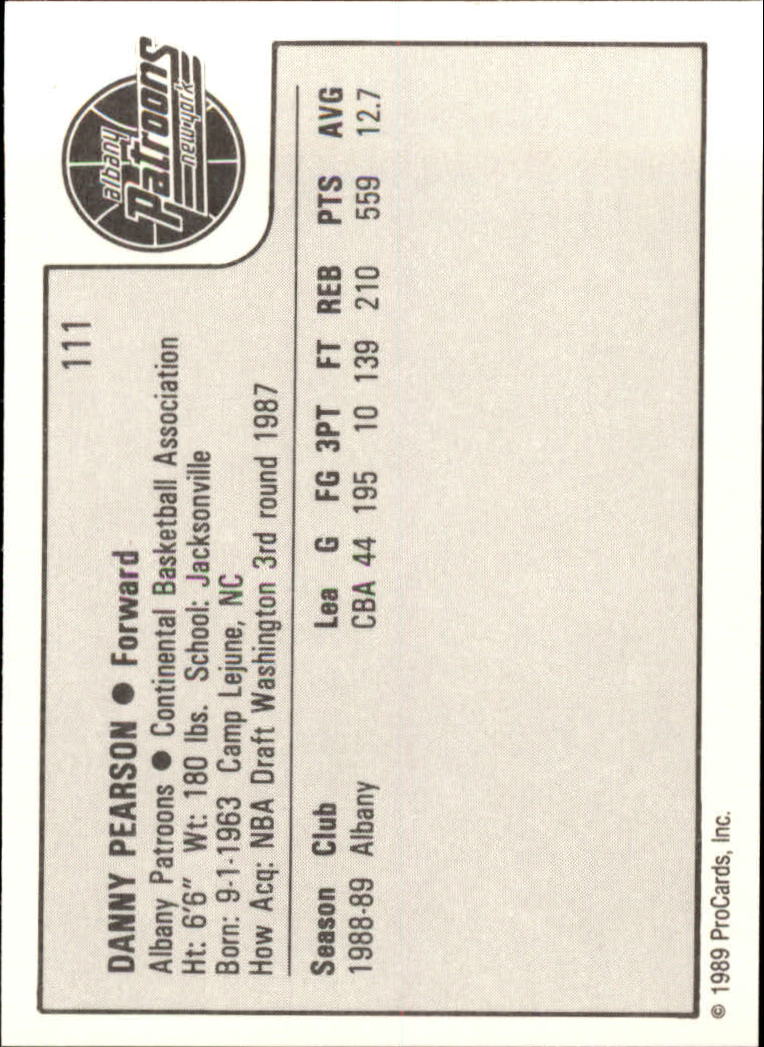 albany
Patroons
new york
111
DANNY PEARSON ● Forward
Albany Patroons ● Continental Basketball Association
Ht: 6'6" Wt: 180 lbs. School: Jacksonville
Born: 9-1-1963 Camp Lejune, NC
How Acq: NBA Draft Washington 3rd round 1987
Season Club Lea G FG 3PT FT REB PTS AVG
1988-89 Albany CBA 44 195 10 139 210 559 12.7
© 1989 ProCards, Inc.